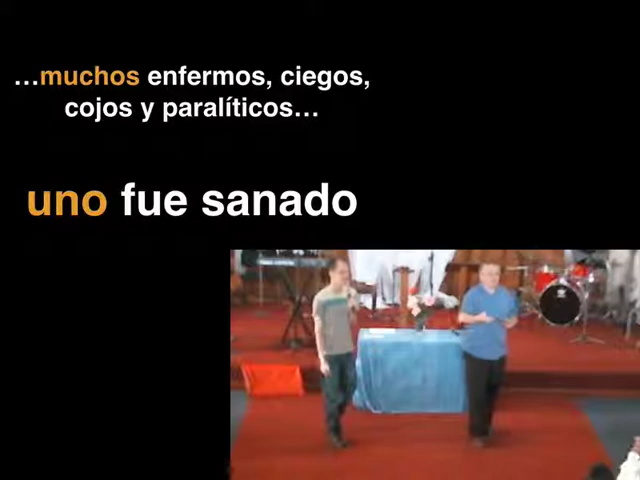 …muchos enfermos, ciegos,
cojos y paralíticos…
uno fue sanado